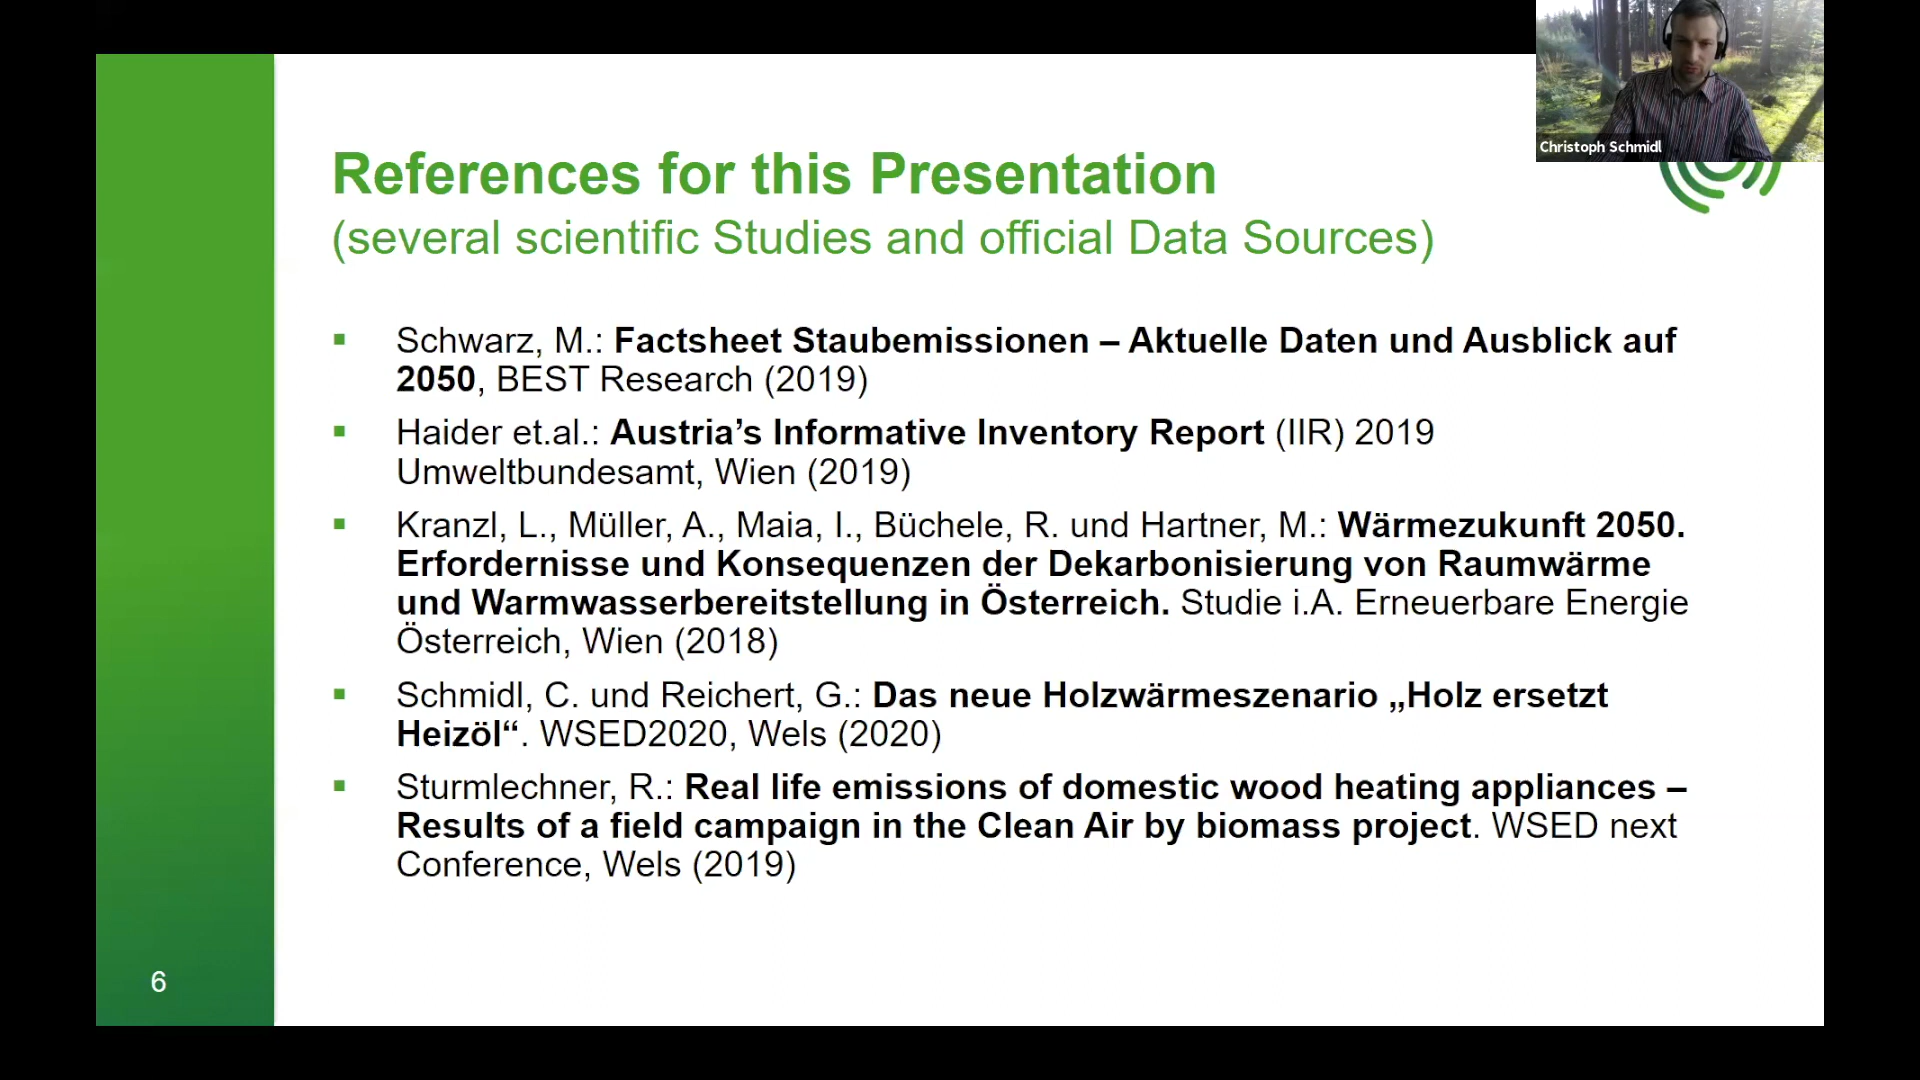 Christoph Schmidl
References for this Presentation
(several scientific Studies and official Data Sources)
▪ Schwarz, M.: Factsheet Staubemissionen – Aktuelle Daten und Ausblick auf
2050, BEST Research (2019)
▪ Haider et.al.: Austria’s Informative Inventory Report (IIR) 2019
Umweltbundesamt, Wien (2019)
▪ Kranzl, L., Müller, A., Maia, I., Büchele, R. und Hartner, M.: Wärmezukunft 2050.
Erfordernisse und Konsequenzen der Dekarbonisierung von Raumwärme
und Warmwasserbereitstellung in Österreich. Studie i.A. Erneuerbare Energie
Österreich, Wien (2018)
▪ Schmidl, C. und Reichert, G.: Das neue Holzwärmeszenario „Holz ersetzt
Heizöl“. WSED2020, Wels (2020)
▪ Sturmlechner, R.: Real life emissions of domestic wood heating appliances –
Results of a field campaign in the Clean Air by biomass project. WSED next
Conference, Wels (2019)
6